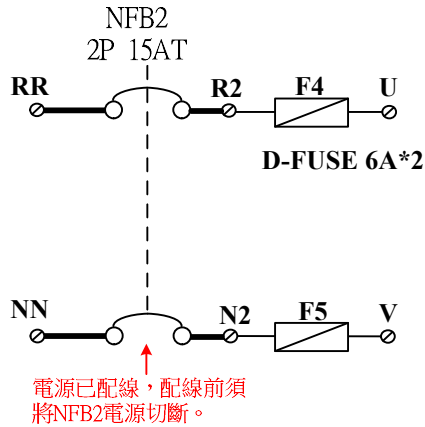 NFB2
2P 15AT
RR
R2
F4
U
D-FUSE 6A*2
NN
N2
F5
V
電源已配線，配線前須
將NFB2電源切斷。